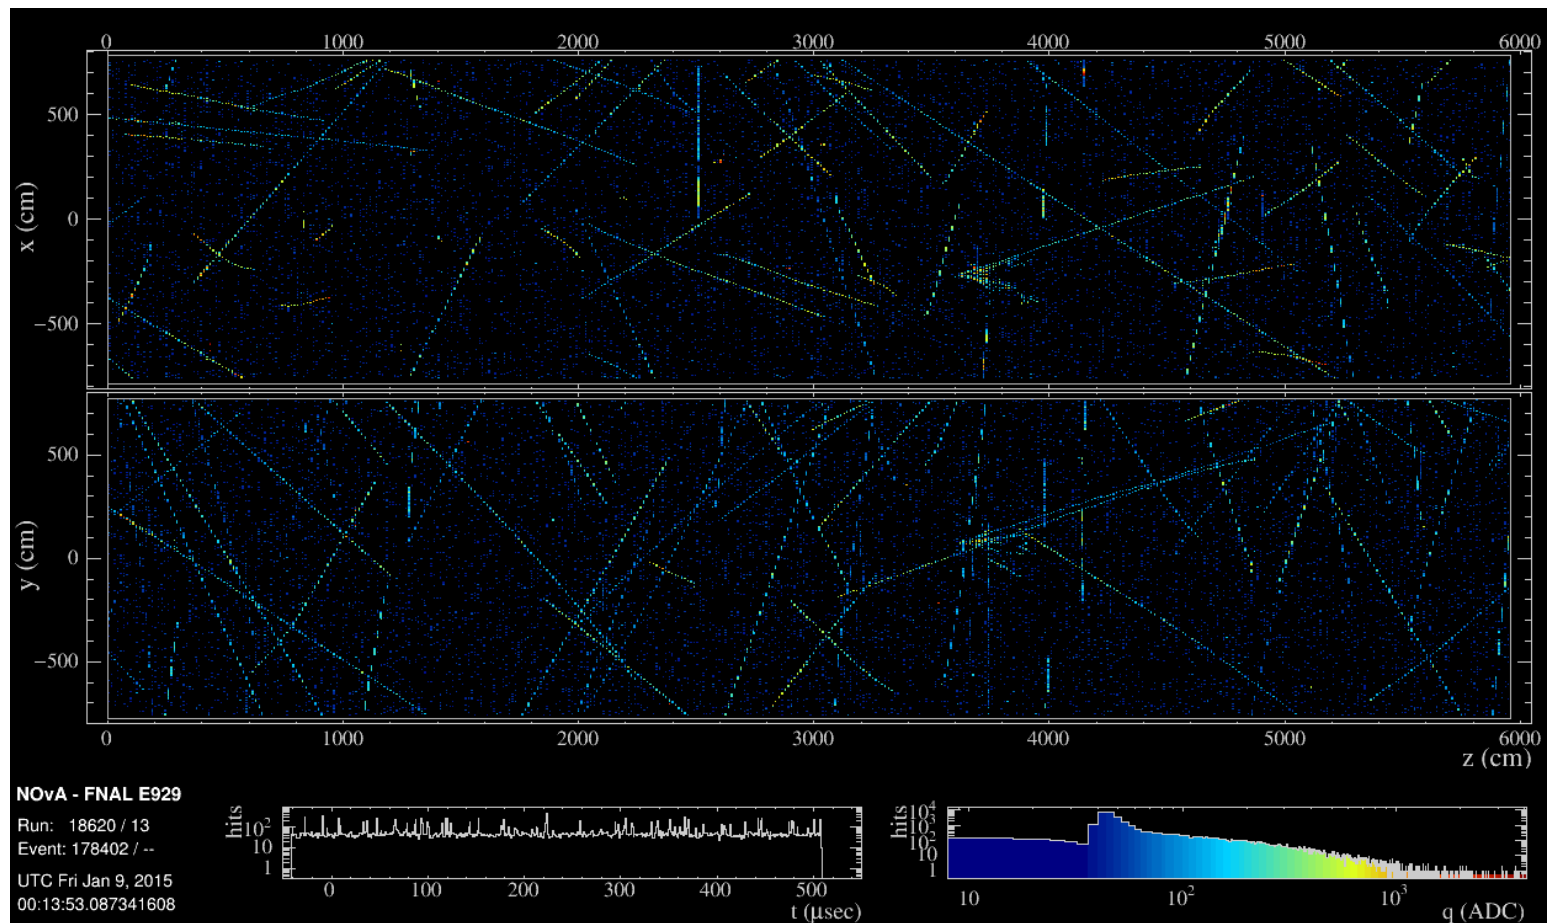 0 1000 2000 3000 4000 5000 6000
500
0
−500
x (cm)
500
0
−500
y (cm)
0 1000 2000 3000 4000 5000 6000
z (cm)
NOvA - FNAL E929
Run: 18620 / 13
Event: 178402 / --
UTC Fri Jan 9, 2015
00:13:53.087341608
hits
10²
10
1
0 100 200 300 400 500
t (μsec)
hits
10⁴
10³
10²
10
1
10 10² 10³
q (ADC)